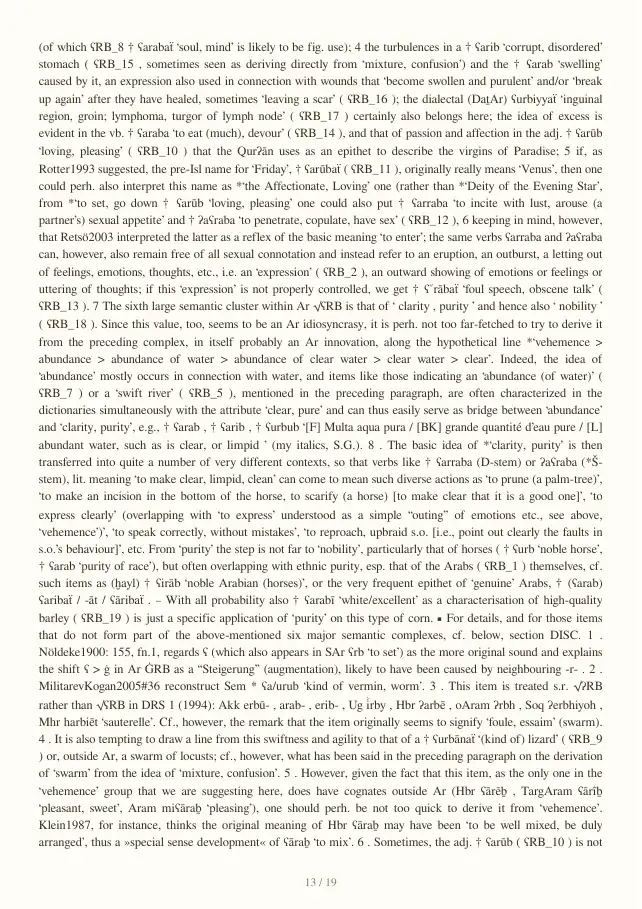 (of which ʕRB_8 † ʕarabaẗ ‘soul, mind’ is likely to be fig. use); 4 the turbulences in a † ʕarib ‘corrupt, disordered’
stomach ( ʕRB_15 , sometimes seen as deriving directly from ‘mixture, confusion’) and the † ʕarab ‘swelling’
caused by it, an expression also used in connection with wounds that ‘become swollen and purulent’ and/or ‘break
up again’ after they have healed, sometimes ‘leaving a scar’ ( ʕRB_16 ); the dialectal (DaṯAr) ʕurbiyyaẗ ‘inguinal
region, groin; lymphoma, turgor of lymph node’ ( ʕRB_17 ) certainly also belongs here; the idea of excess is
evident in the vb. † ʕaraba ‘to eat (much), devour’ ( ʕRB_14 ), and that of passion and affection in the adj. † ʕarūb
‘loving, pleasing’ ( ʕRB_10 ) that the Qurʔān uses as an epithet to describe the virgins of Paradise; 5 if, as
Rotter1993 suggested, the pre-Isl name for ‘Friday’, † ʕarūbaẗ ( ʕRB_11 ), originally really means ‘Venus’, then one
could perh. also interpret this name as *‘the Affectionate, Loving’ one (rather than *‘Deity of the Evening Star’,
from *‘to set, go down † ʕarūb ‘loving, pleasing’ one could also put † ʕarraba ‘to incite with lust, arouse (a
partner’s) sexual appetite’ and † ʔaʕraba ‘to penetrate, copulate, have sex’ ( ʕRB_12 ), 6 keeping in mind, however,
that Retsö2003 interpreted the latter as a reflex of the basic meaning ‘to enter’; the same verbs ʕarraba and ʔaʕraba
can, however, also remain free of all sexual connotation and instead refer to an eruption, an outburst, a letting out
of feelings, emotions, thoughts, etc., i.e. an ‘expression’ ( ʕRB_2 ), an outward showing of emotions or feelings or
uttering of thoughts; if this ‘expression’ is not properly controlled, we get † ʕ˘rābaẗ ‘foul speech, obscene talk’ (
ʕRB_13 ). 7 The sixth large semantic cluster within Ar √ʕRB is that of ‘ clarity , purity ’ and hence also ‘ nobility ’
( ʕRB_18 ). Since this value, too, seems to be an Ar idiosyncrasy, it is perh. not too far-fetched to try to derive it
from the preceding complex, in itself probably an Ar innovation, along the hypothetical line *‘vehemence >
abundance > abundance of water > abundance of clear water > clear water > clear’. Indeed, the idea of
‘abundance’ mostly occurs in connection with water, and items like those indicating an ‘abundance (of water)’ (
ʕRB_7 ) or a ‘swift river’ ( ʕRB_5 ), mentioned in the preceding paragraph, are often characterized in the
dictionaries simultaneously with the attribute ‘clear, pure’ and can thus easily serve as bridge between ‘abundance’
and ‘clarity, purity’, e.g., † ʕarab , † ʕarib , † ʕurbub ‘[F] Multa aqua pura / [BK] grande quantité d’eau pure / [L]
abundant water, such as is clear, or limpid ’ (my italics, S.G.). 8 . The basic idea of *‘clarity, purity’ is then
transferred into quite a number of very different contexts, so that verbs like † ʕarraba (D-stem) or ʔaʕraba (*Š-
stem), lit. meaning ‘to make clear, limpid, clean’ can come to mean such diverse actions as ‘to prune (a palm-tree)’,
‘to make an incision in the bottom of the horse, to scarify (a horse) [to make clear that it is a good one]’, ‘to
express clearly’ (overlapping with ‘to express’ understood as a simple “outing” of emotions etc., see above,
‘vehemence’)’, ‘to speak correctly, without mistakes’, ‘to reproach, upbraid s.o. [i.e., point out clearly the faults in
s.o.’s behaviour]’, etc. From ‘purity’ the step is not far to ‘nobility’, particularly that of horses ( † ʕurb ‘noble horse’,
† ʕarab ‘purity of race’), but often overlapping with ethnic purity, esp. that of the Arabs ( ʕRB_1 ) themselves, cf.
such items as (ḫayl) † ʕirāb ‘noble Arabian (horses)’, or the very frequent epithet of ‘genuine’ Arabs, † (ʕarab)
ʕaribaẗ / -āt / ʕāribaẗ . – With all probability also † ʕarabī ‘white/excellent’ as a characterisation of high-quality
barley ( ʕRB_19 ) is just a specific application of ‘purity’ on this type of corn. ▪ For details, and for those items
that do not form part of the above-mentioned six major semantic complexes, cf. below, section DISC. 1 .
Nöldeke1900: 155, fn.1, regards ʕ (which also appears in SAr ʕrb ‘to set’) as the more original sound and explains
the shift ʕ > ġ in Ar ĠRB as a “Steigerung” (augmentation), likely to have been caused by neighbouring -r- . 2 .
MilitarevKogan2005#36 reconstruct Sem * ʕa/urub ‘kind of vermin, worm’. 3 . This item is treated s.r. √ʔRB
rather than √ʕRB in DRS 1 (1994): Akk erbū- , arab- , erib- , Ug i͗rby , Hbr ʔarbē , oAram ʔrbh , Soq ʔerbhiyoh ,
Mhr harbiēt ‘sauterelle’. Cf., however, the remark that the item originally seems to signify ‘foule, essaim’ (swarm).
4 . It is also tempting to draw a line from this swiftness and agility to that of a † ʕurbānaẗ ‘(kind of) lizard’ ( ʕRB_9
) or, outside Ar, a swarm of locusts; cf., however, what has been said in the preceding paragraph on the derivation
of ‘swarm’ from the idea of ‘mixture, confusion’. 5 . However, given the fact that this item, as the only one in the
‘vehemence’ group that we are suggesting here, does have cognates outside Ar (Hbr ʕārēḇ , TargAram ʕārîḇ
‘pleasant, sweet’, Aram miʕāraḇ ‘pleasing’), one should perh. be not too quick to derive it from ‘vehemence’.
Klein1987, for instance, thinks the original meaning of Hbr ʕāraḇ may have been ‘to be well mixed, be duly
arranged’, thus a »special sense development« of ʕāraḇ ‘to mix’. 6 . Sometimes, the adj. † ʕarūb ( ʕRB_10 ) is not
13 / 19